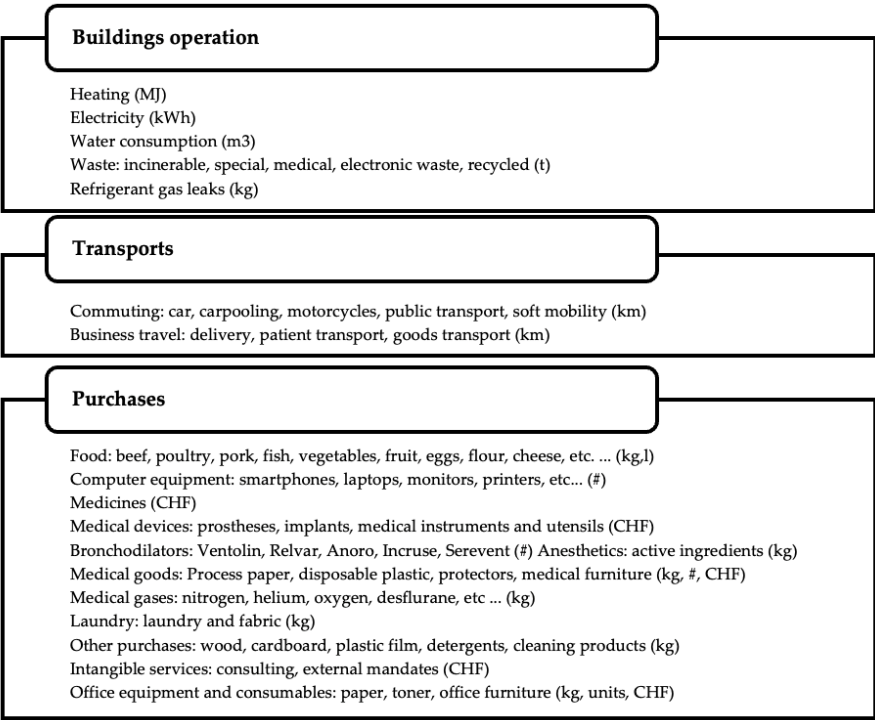 Buildings operation
Heating (MJ)
Electricity (kWh)
Water consumption (m3)
Waste: incinerable, special, medical, electronic waste, recycled (t)
Refrigerant gas leaks (kg)
Transports
Commuting: car, carpooling, motorcycles, public transport, soft mobility (km)
Business travel: delivery, patient transport, goods transport (km)
Purchases
Food: beef, poultry, pork, fish, vegetables, fruit, eggs, flour, cheese, etc. ... (kg,l)
Computer equipment: smartphones, laptops, monitors, printers, etc... (#)
Medicines (CHF)
Medical devices: prostheses, implants, medical instruments and utensils (CHF)
Bronchodilators: Ventolin, Relvar, Anoro, Incruse, Serevent (#) Anesthetics: active ingredients (kg)
Medical goods: Process paper, disposable plastic, protectors, medical furniture (kg, #, CHF)
Medical gases: nitrogen, helium, oxygen, desflurane, etc ... (kg)
Laundry: laundry and fabric (kg)
Other purchases: wood, cardboard, plastic film, detergents, cleaning products (kg)
Intangible services: consulting, external mandates (CHF)
Office equipment and consumables: paper, toner, office furniture (kg, units, CHF)